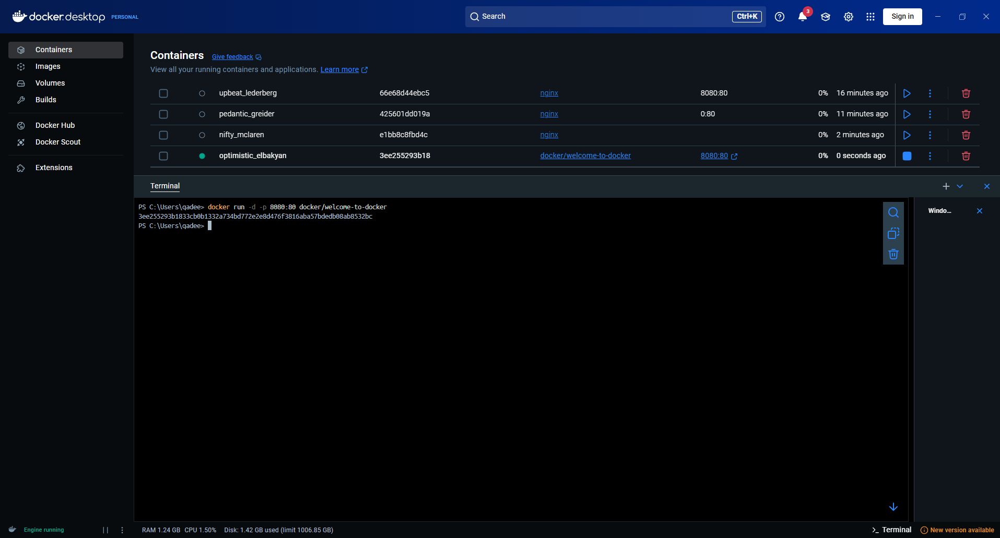 docker.desktop PERSONAL
Search Ctrl+K
3
Sign in
Containers
Images
Volumes
Builds
Docker Hub
Docker Scout
Extensions
Containers Give feedback
View all your running containers and applications. Learn more
upbeat_lederberg 66e68d44ebc5 nginx 8080:80 0% 16 minutes ago
pedantic_greider 425601dd019a nginx 0:80 0% 11 minutes ago
nifty_mclaren e1bb8c8fbd4c nginx 0% 2 minutes ago
optimistic_elbakyan 3ee255293b18 docker/welcome-to-docker 8080:80 0% 0 seconds ago
Terminal
PS C:\Users\qadee> docker run -d -p 8080:80 docker/welcome-to-docker
3ee255293b1833cb0b1332a734bd772e2e8d476f3816aba57bdedb08ab8532bc
PS C:\Users\qadee>
Windo...
Engine running
RAM 1.24 GB CPU 1.50% Disk: 1.42 GB used (limit 1006.85 GB)
>_ Terminal
New version available